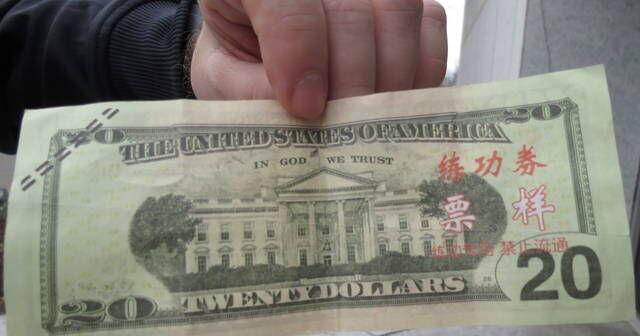 20 20
THE UNITED STATES OF AMERICA
IN GOD WE TRUST
练功券
票样
禁止流通
20 TWENTY DOLLARS 20